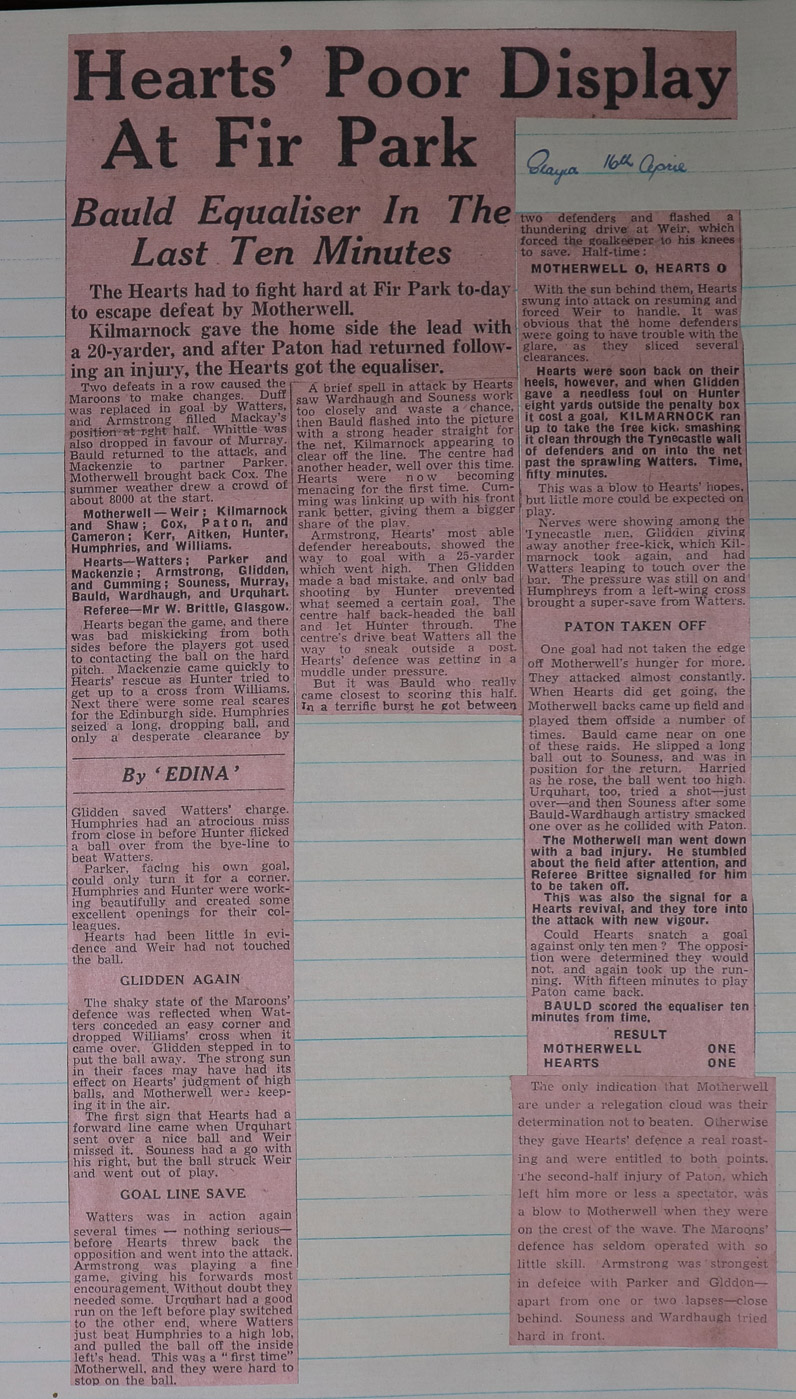 Hearts' Poor Display
At Fir Park
16th April
Bauld Equaliser In The
Last Ten Minutes
The Hearts had to fight hard at Fir Park to-day
to escape defeat by Motherwell.
Kilmarnock gave the home side the lead with
a 20-yarder, and after Paton had returned follow-
ing an injury, the Hearts got the equaliser.
Two defeats in a row caused the
Maroons to make changes. Duff
was replaced in goal by Watters,
and Armstrong filled Mackay's
position at right half. Whittle was
also dropped in favour of Murray.
Bauld returned to the attack, and
Mackenzie to partner Parker.
Motherwell brought back Cox. The
summer weather drew a crowd of
about 8000 at the start.
Motherwell — Weir; Kilmarnock
and Shaw; Cox, Paton, and
Cameron; Kerr, Aitken, Hunter,
Humphries, and Williams.
Hearts—Watters; Parker and
Mackenzie; Armstrong, Glidden,
and Cumming; Souness, Murray,
Bauld, Wardhaugh, and Urquhart.
Referee—Mr W. Brittle, Glasgow.
Hearts began the game, and there
was bad miskicking from both
sides before the players got used
to contacting the ball on the hard
pitch. Mackenzie came quickly to
Hearts' rescue as Hunter tried to
get up to a cross from Williams.
Next there were some real scares
for the Edinburgh side. Humphries
seized a long, dropping ball, and
only a desperate clearance by
By 'EDINA'
Glidden saved Watters' charge.
Humphries had an atrocious miss
from close in before Hunter flicked
a ball over from the bye-line to
beat Watters.
Parker, facing his own goal,
could only turn it for a corner.
Humphries and Hunter were work-
ing beautifully and created some
excellent openings for their col-
leagues.
Hearts had been little in evi-
dence and Weir had not touched
the ball.
GLIDDEN AGAIN
The shaky state of the Maroons'
defence was reflected when Wat-
ters conceded an easy corner and
dropped Williams' cross when it
came over. Glidden stepped in to
put the ball away. The strong sun
in their faces may have had its
effect on Hearts' judgment of high
balls, and Motherwell were keep-
ing it in the air.
The first sign that Hearts had a
forward line came when Urquhart
sent over a nice ball and Weir
missed it. Souness had a go with
his right, but the ball struck Weir
and went out of play.
GOAL LINE SAVE
Watters was in action again
several times — nothing serious—
before Hearts threw back the
opposition and went into the attack.
Armstrong was playing a fine
game, giving his forwards most
encouragement. Without doubt they
needed some. Urquhart had a good
run on the left before play switched
to the other end, where Watters
just beat Humphries to a high lob,
and pulled the ball off the inside
left's head. This was a "first time"
Motherwell, and they were hard to
stop on the ball.
A brief spell in attack by Hearts
saw Wardhaugh and Souness work
too closely and waste a chance,
then Bauld flashed into the picture
with a strong header straight for
the net, Kilmarnock appearing to
clear off the line. The centre had
another header, well over this time.
Hearts were now becoming
menacing for the first time. Cum-
ming was linking up with his front
rank better, giving them a bigger
share of the play.
Armstrong, Hearts' most able
defender hereabouts, showed the
way to goal with a 25-yarder
which went high. Then Glidden
made a bad mistake, and only bad
shooting by Hunter prevented
what seemed a certain goal. The
centre half back-headed the ball
and let Hunter through. The
centre's drive beat Watters all the
way to sneak outside a post.
Hearts' defence was getting in a
muddle under pressure.
But it was Bauld who really
came closest to scoring this half.
In a terrific burst he got between
two defenders and flashed a
thundering drive at Weir, which
forced the goalkeeper to his knees
to save. Half-time:
MOTHERWELL 0, HEARTS 0
With the sun behind them, Hearts
swung into attack on resuming and
forced Weir to handle. It was
obvious that the home defenders
were going to have trouble with the
glare, as they sliced several
clearances.
Hearts were soon back on their
heels, however, and when Glidden
gave a needless foul on Hunter
eight yards outside the penalty box
it cost a goal, KILMARNOCK ran
up to take the free kick, smashing
it clean through the Tynecastle wall
of defenders and on into the net
past the sprawling Watters. Time,
fifty minutes.
This was a blow to Hearts' hopes,
but little more could be expected on
play.
Nerves were showing among the
Tynecastle men, Glidden giving
away another free-kick, which Kil-
marnock took again, and had
Watters leaping to touch over the
bar. The pressure was still on and
Humphreys from a left-wing cross
brought a super-save from Watters.
PATON TAKEN OFF
One goal had not taken the edge
off Motherwell's hunger for more.
They attacked almost constantly.
When Hearts did get going, the
Motherwell backs came up field and
played them offside a number of
times. Bauld came near on one
of these raids. He slipped a long
ball out to Souness, and was in
position for the return. Harried
as he rose, the ball went too high.
Urquhart, too, tried a shot—just
over—and then Souness after some
Bauld-Wardhaugh artistry smacked
one over as he collided with Paton.
The Motherwell man went down
with a bad injury. He stumbled
about the field after attention, and
Referee Brittee signalled for him
to be taken off.
This was also the signal for a
Hearts revival, and they tore into
the attack with new vigour.
Could Hearts snatch a goal
against only ten men? The opposi-
tion were determined they would
not, and again took up the run-
ning. With fifteen minutes to play
Paton came back.
BAULD scored the equaliser ten
minutes from time.
RESULT
MOTHERWELL ONE
HEARTS ONE
The only indication that Motherwell
are under a relegation cloud was their
determination not to beaten. Otherwise
they gave Hearts' defence a real roast-
ing and were entitled to both points.
The second-half injury of Paton, which
left him more or less a spectator, was
a blow to Motherwell when they were
on the crest of the wave. The Maroons'
defence has seldom operated with so
little skill. Armstrong was strongest
in defeice with Parker and Glddon—
apart from one or two lapses—close
behind. Souness and Wardhaugh tried
hard in front.